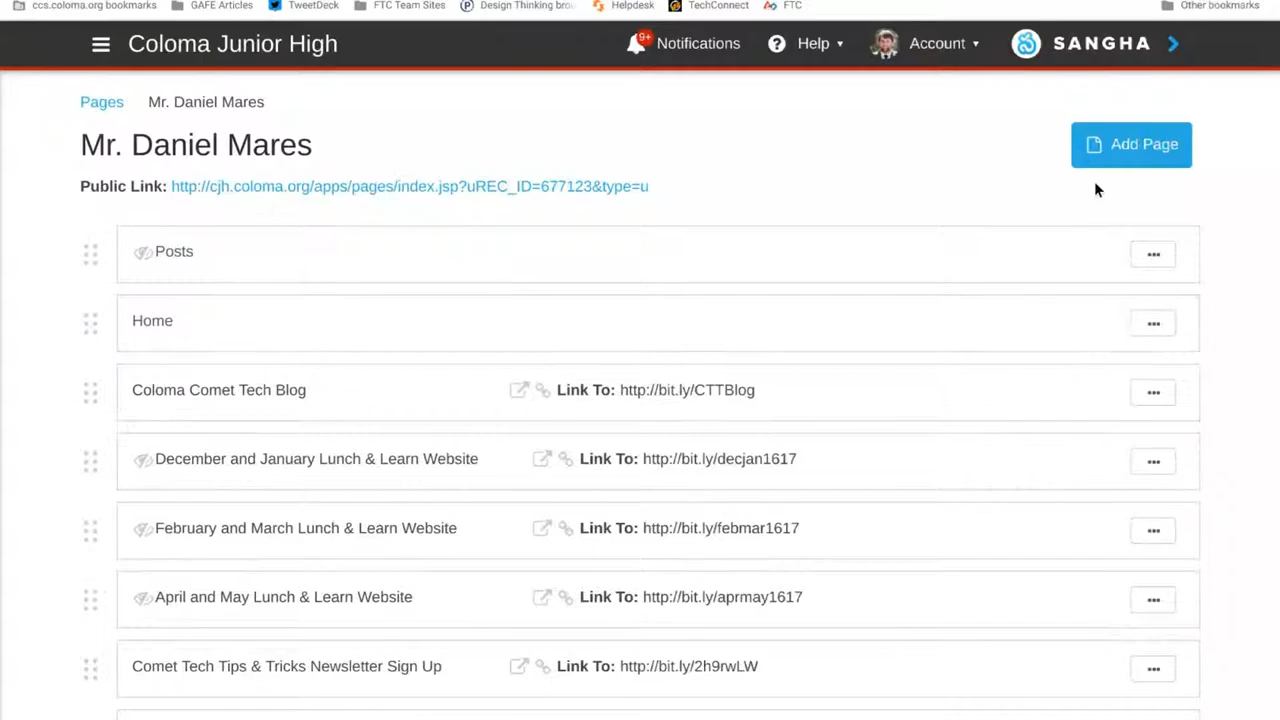 ccs.coloma.org bookmarks GAFE Articles TweetDeck FTC Team Sites Design Thinking brow Helpdesk TechConnect FTC Other bookmarks
Coloma Junior High 9+ Notifications Help Account SANGHA
Pages Mr. Daniel Mares
Mr. Daniel Mares Add Page
Public Link: http://cjh.coloma.org/apps/pages/index.jsp?uREC_ID=677123&type=u
Posts
Home
Coloma Comet Tech Blog Link To: http://bit.ly/CTTBlog
December and January Lunch & Learn Website Link To: http://bit.ly/decjan1617
February and March Lunch & Learn Website Link To: http://bit.ly/febmar1617
April and May Lunch & Learn Website Link To: http://bit.ly/aprmay1617
Comet Tech Tips & Tricks Newsletter Sign Up Link To: http://bit.ly/2h9rwLW